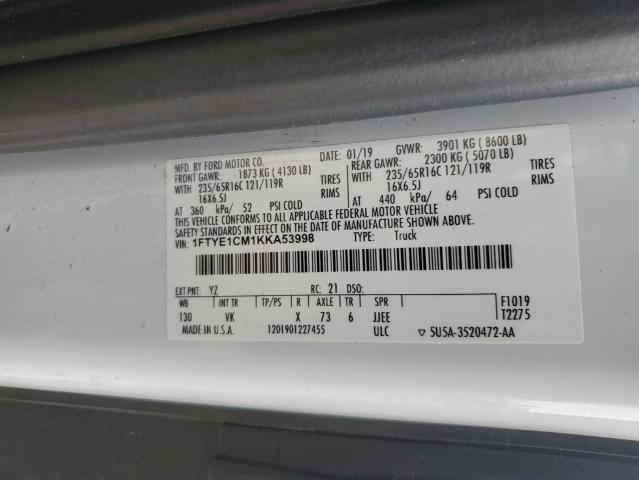 MFD. BY FORD MOTOR CO.
DATE: 01/19 GVWR: 3901 KG ( 8600 LB)
FRONT GAWR: 1873 KG ( 4130 LB) REAR GAWR: 2300 KG ( 5070 LB)
WITH 235/65R16C 121/119R TIRES WITH 235/65R16C 121/119R TIRES
16X6.5J RIMS 16X6.5J RIMS
AT 360 kPa/ 52 PSI COLD AT 440 kPa/ 64 PSI COLD
THIS VEHICLE CONFORMS TO ALL APPLICABLE FEDERAL MOTOR VEHICLE
SAFETY STANDARDS IN EFFECT ON THE DATE OF MANUFACTURE SHOWN ABOVE.
VIN: 1FTYE1CM1KKA53998 TYPE: Truck
EXT PNT: YZ RC: 21 DSO:
WB INT TR TP/PS R AXLE TR SPR F1019
130 VK X 73 6 JJEE T2275
MADE IN U.S.A. 1201901227455 ULC ▽ 5U5A-3520472-AA